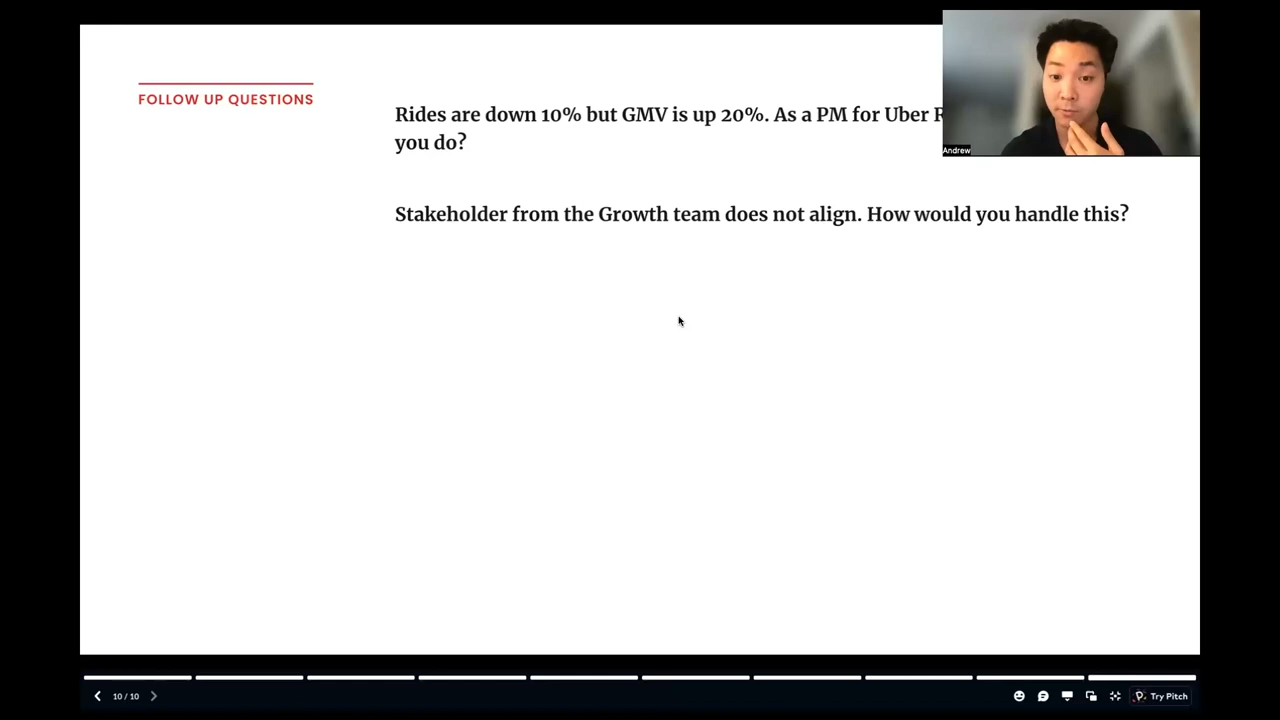 FOLLOW UP QUESTIONS
Rides are down 10% but GMV is up 20%. As a PM for Uber
you do?
Stakeholder from the Growth team does not align. How would you handle this?
Andrew
10 / 10
Try Pitch